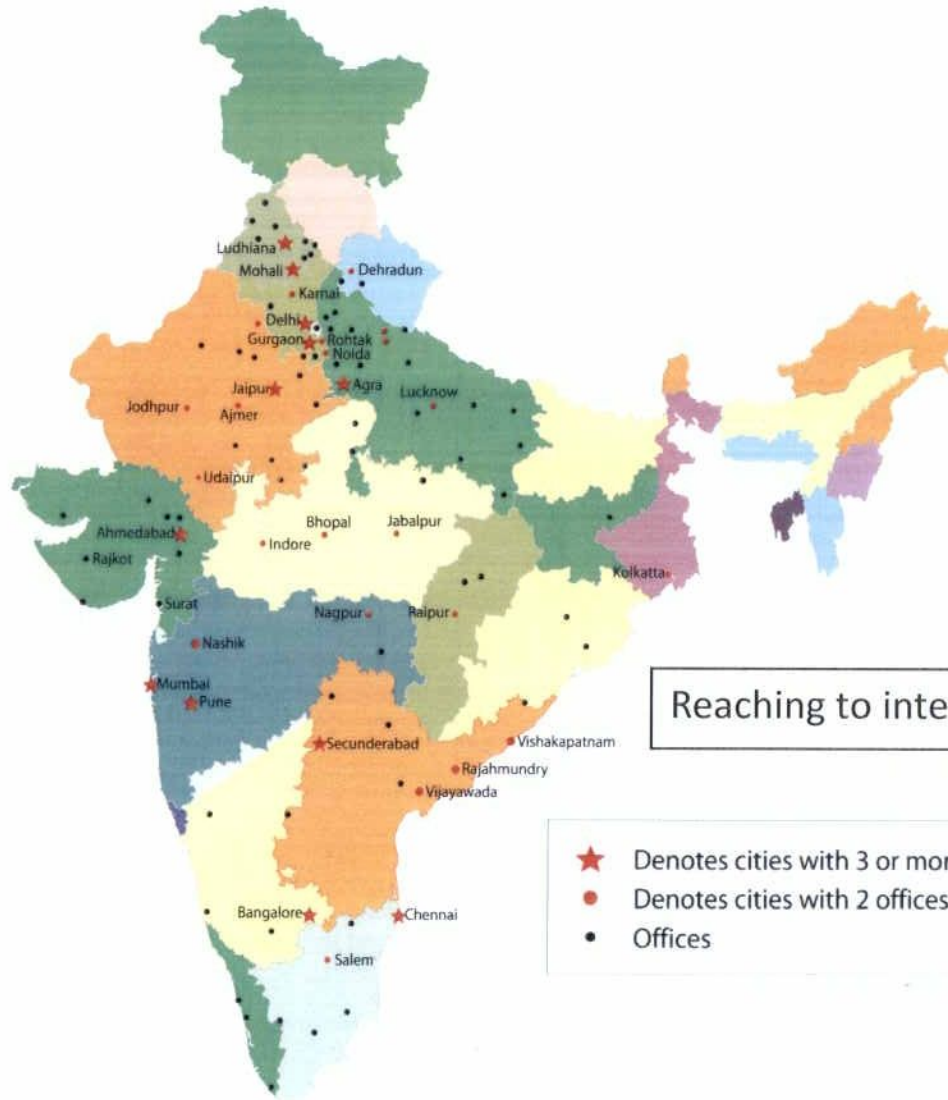 Ludhiana
Mohali
Dehradun
Karnal
Delhi
Gurgaon
Rohtak
Noida
Jaipur
Agra
Lucknow
Jodhpur
Ajmer
Udaipur
Bhopal
Jabalpur
Ahmedabad
Indore
Rajkot
Kolkatta
Surat
Nagpur
Raipur
Nashik
Mumbai
Pune
Reaching to inte
Secunderabad
Vishakapatnam
Rajahmundry
Vijayawada
Denotes cities with 3 or mor
Denotes cities with 2 offices
Offices
Bangalore
Chennai
Salem